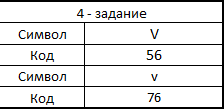 4 - задание
Символ V
Код 56
Символ v
Код 76